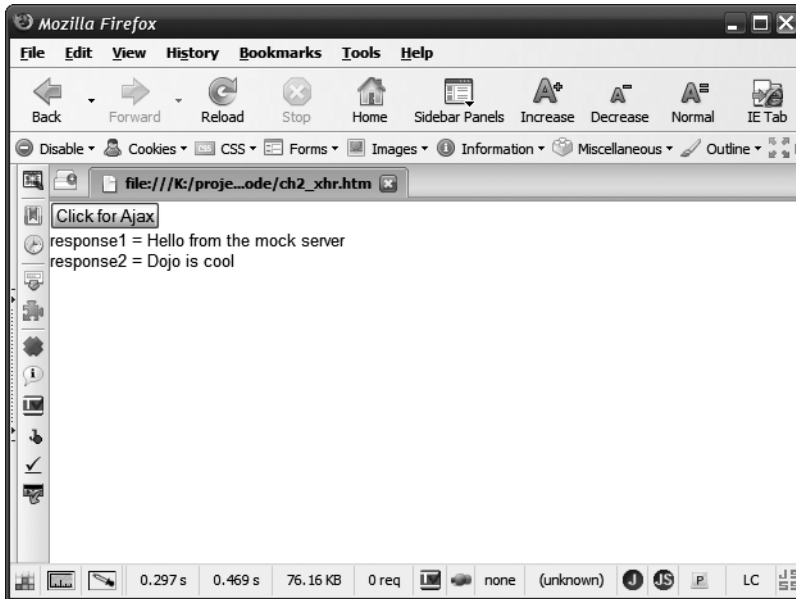 Mozilla Firefox
File Edit View History Bookmarks Tools Help
Back Forward Reload Stop Home Sidebar Panels Increase Decrease Normal IE Tab
Disable Cookies CSS Forms Images Information Miscellaneous Outline
file:///K:/proje...ode/ch2_xhr.htm
Click for Ajax
response1 = Hello from the mock server
response2 = Dojo is cool
0.297 s 0.469 s 76.16 KB 0 req none (unknown) J JS P LC